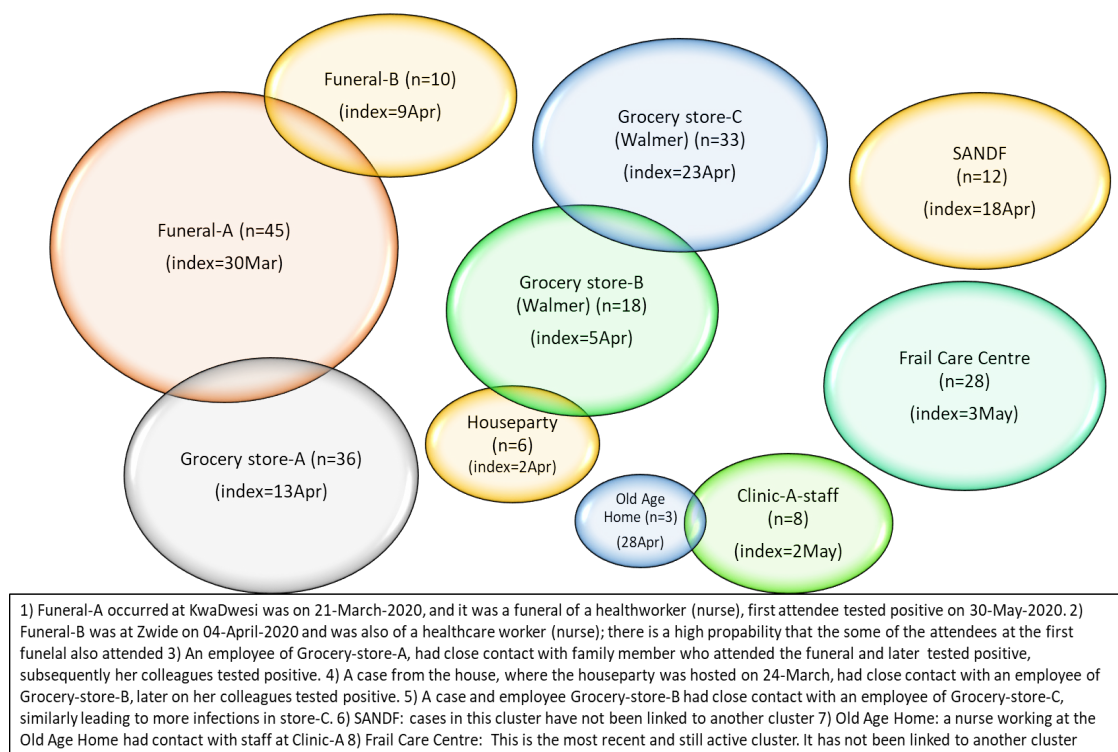 Funeral-B (n=10)
(index=9Apr)
Grocery store-C
(Walmer) (n=33)
(index=23Apr)
SANDF
(n=12)
(index=18Apr)
Funeral-A (n=45)
(index=30Mar)
Grocery store-B
(Walmer) (n=18)
(index=5Apr)
Frail Care Centre
(n=28)
(index=3May)
Houseparty
(n=6)
(index=2Apr)
Grocery store-A (n=36)
(index=13Apr)
Old Age
Home (n=3)
(28Apr)
Clinic-A-staff
(n=8)
(index=2May)
1) Funeral-A occurred at KwaDwesi was on 21-March-2020, and it was a funeral of a healthworker (nurse), first attendee tested positive on 30-May-2020. 2)
Funeral-B was at Zwide on 04-April-2020 and was also of a healthcare worker (nurse); there is a high propability that the some of the attendees at the first
funelal also attended 3) An employee of Grocery-store-A, had close contact with family member who attended the funeral and later tested positive,
subsequently her colleagues tested positive. 4) A case from the house, where the houseparty was hosted on 24-March, had close contact with an employee of
Grocery-store-B, later on her colleagues tested positive. 5) A case and employee Grocery-store-B had close contact with an employee of Grocery-store-C,
similarly leading to more infections in store-C. 6) SANDF: cases in this cluster have not been linked to another cluster 7) Old Age Home: a nurse working at the
Old Age Home had contact with staff at Clinic-A 8) Frail Care Centre: This is the most recent and still active cluster. It has not been linked to another cluster